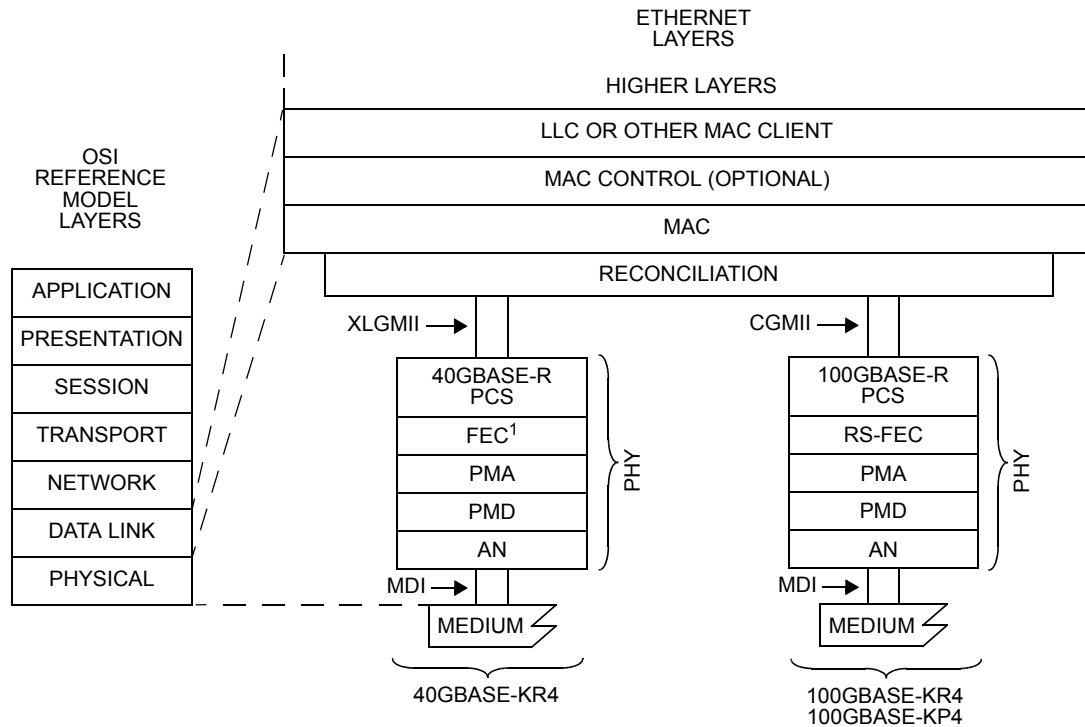 ETHERNET
LAYERS
HIGHER LAYERS
LLC OR OTHER MAC CLIENT
MAC CONTROL (OPTIONAL)
MAC
RECONCILIATION
OSI
REFERENCE
MODEL
LAYERS
APPLICATION
PRESENTATION
SESSION
TRANSPORT
NETWORK
DATA LINK
PHYSICAL
XLGMII
40GBASE-R
PCS
FEC¹
PMA
PMD
AN
PHY
MDI
MEDIUM
40GBASE-KR4
CGMII
100GBASE-R
PCS
RS-FEC
PMA
PMD
AN
PHY
MDI
MEDIUM
100GBASE-KR4
100GBASE-KP4